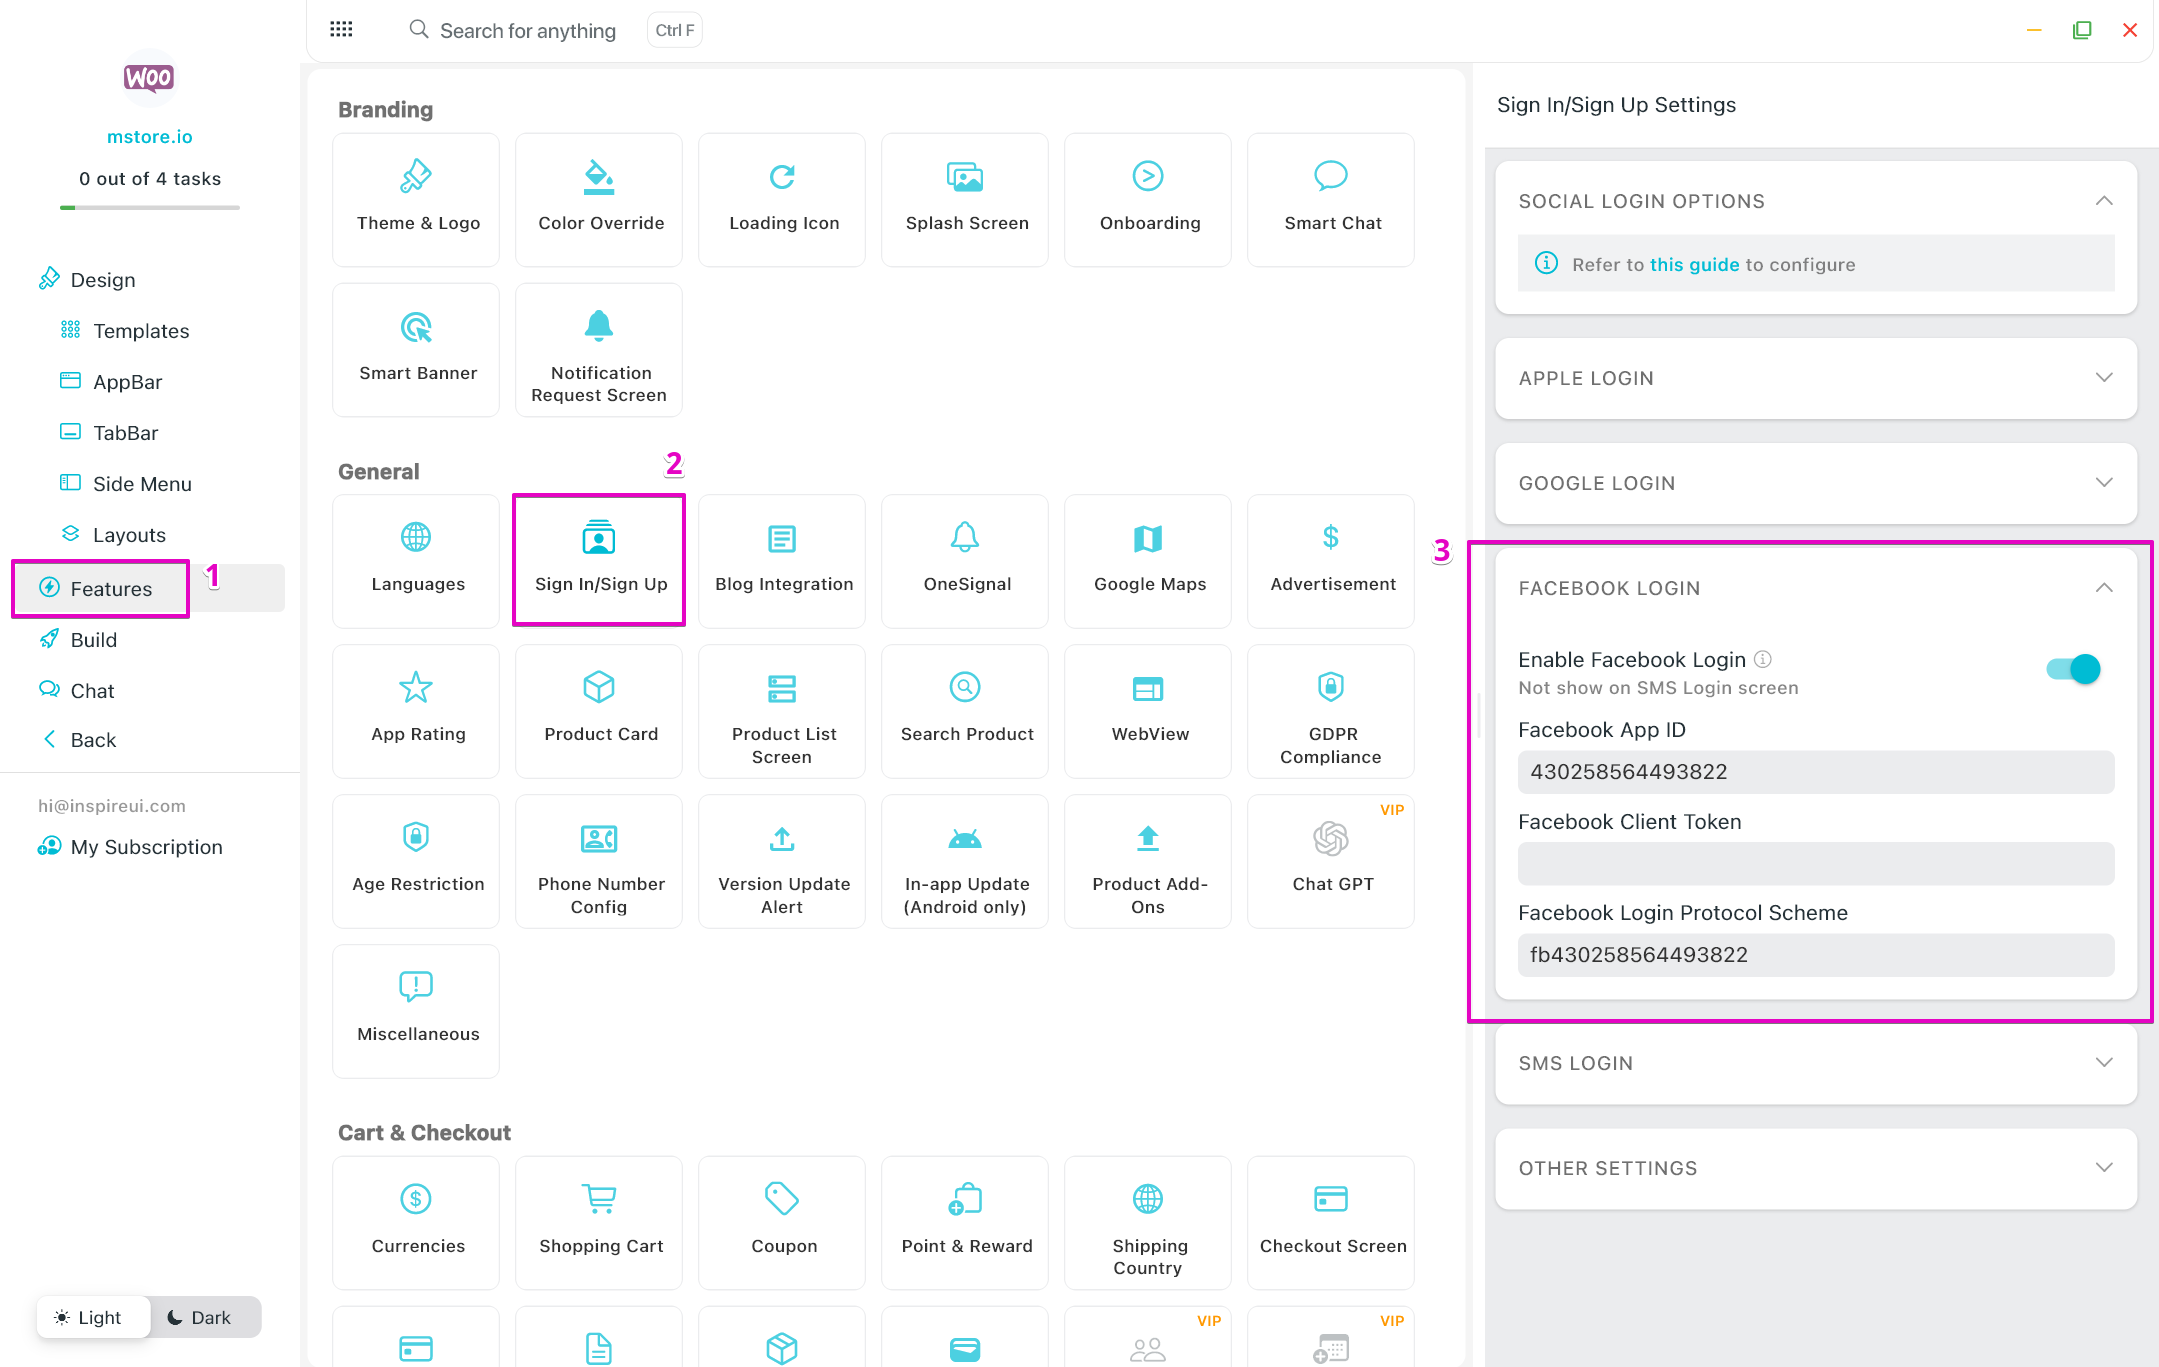 Search for anything
Ctrl F
WOO
mstore.io
0 out of 4 tasks
Design
Templates
AppBar
TabBar
Side Menu
Layouts
Features
1
Build
Chat
Back
hi@inspireui.com
My Subscription
Light
Dark
Branding
Theme & Logo
Color Override
Loading Icon
Splash Screen
Onboarding
Smart Chat
Smart Banner
Notification
Request Screen
General
2
Languages
Sign In/Sign Up
Blog Integration
OneSignal
Google Maps
Advertisement
App Rating
Product Card
Product List
Screen
Search Product
WebView
GDPR
Compliance
Age Restriction
Phone Number
Config
Version Update
Alert
In-app Update
(Android only)
Product Add-
Ons
VIP
Chat GPT
Miscellaneous
Cart & Checkout
Currencies
Shopping Cart
Coupon
Point & Reward
Shipping
Country
Checkout Screen
VIP
VIP
Sign In/Sign Up Settings
SOCIAL LOGIN OPTIONS
Refer to this guide to configure
APPLE LOGIN
GOOGLE LOGIN
3
FACEBOOK LOGIN
Enable Facebook Login
Not show on SMS Login screen
Facebook App ID
430258564493822
Facebook Client Token
Facebook Login Protocol Scheme
fb430258564493822
SMS LOGIN
OTHER SETTINGS